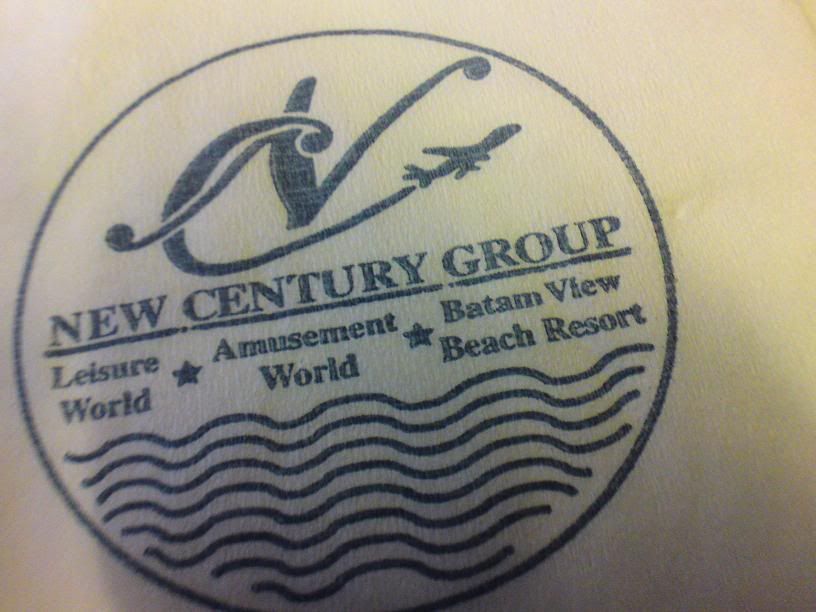 NEW CENTURY GROUP
Leisure World ★ Amusement World ★ Batam View Beach Resort